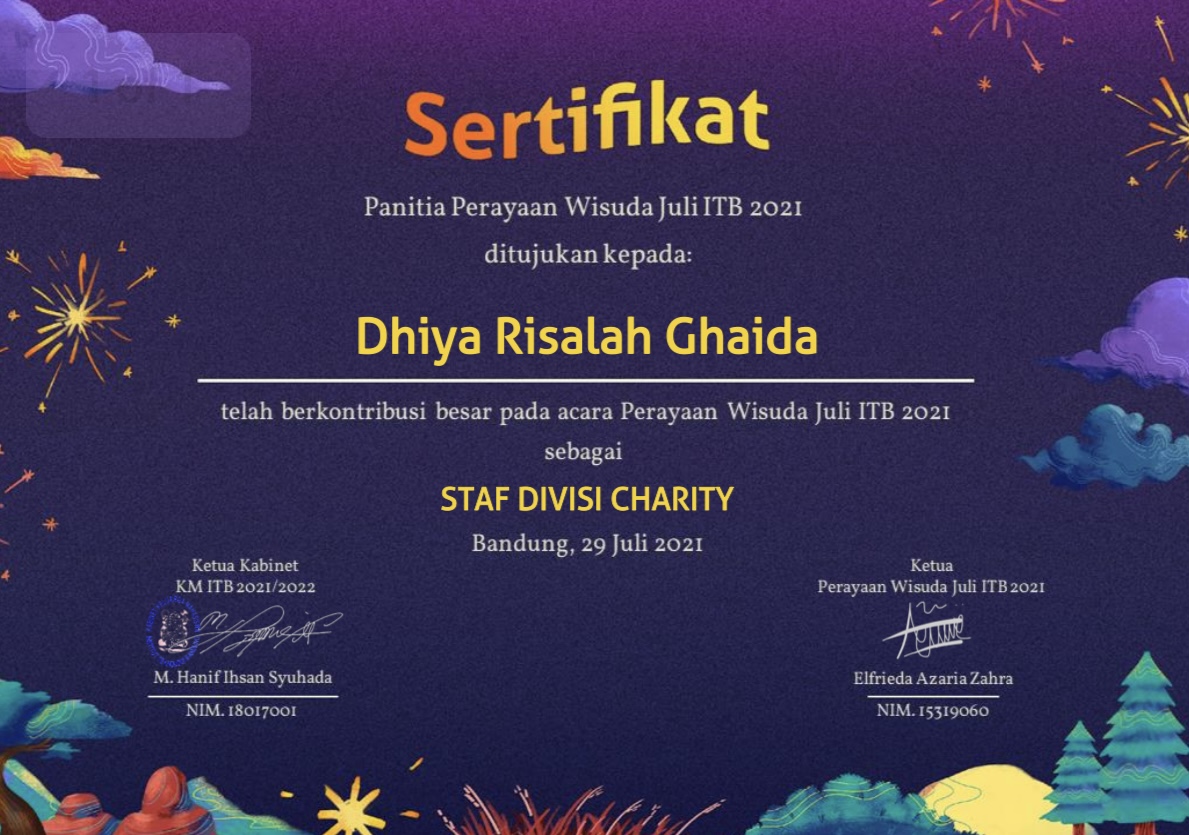 Sertifikat
Panitia Perayaan Wisuda Juli ITB 2021
ditujukan kepada:
Dhiya Risalah Ghaida
telah berkontribusi besar pada acara Perayaan Wisuda Juli ITB 2021
sebagai
STAF DIVISI CHARITY
Bandung, 29 Juli 2021
Ketua Kabinet
KM ITB 2021/2022
M. Hanif Ihsan Syuhada
NIM. 18017001
Ketua
Perayaan Wisuda Juli ITB 2021
Elfrieda Azaria Zahra
NIM. 15319060